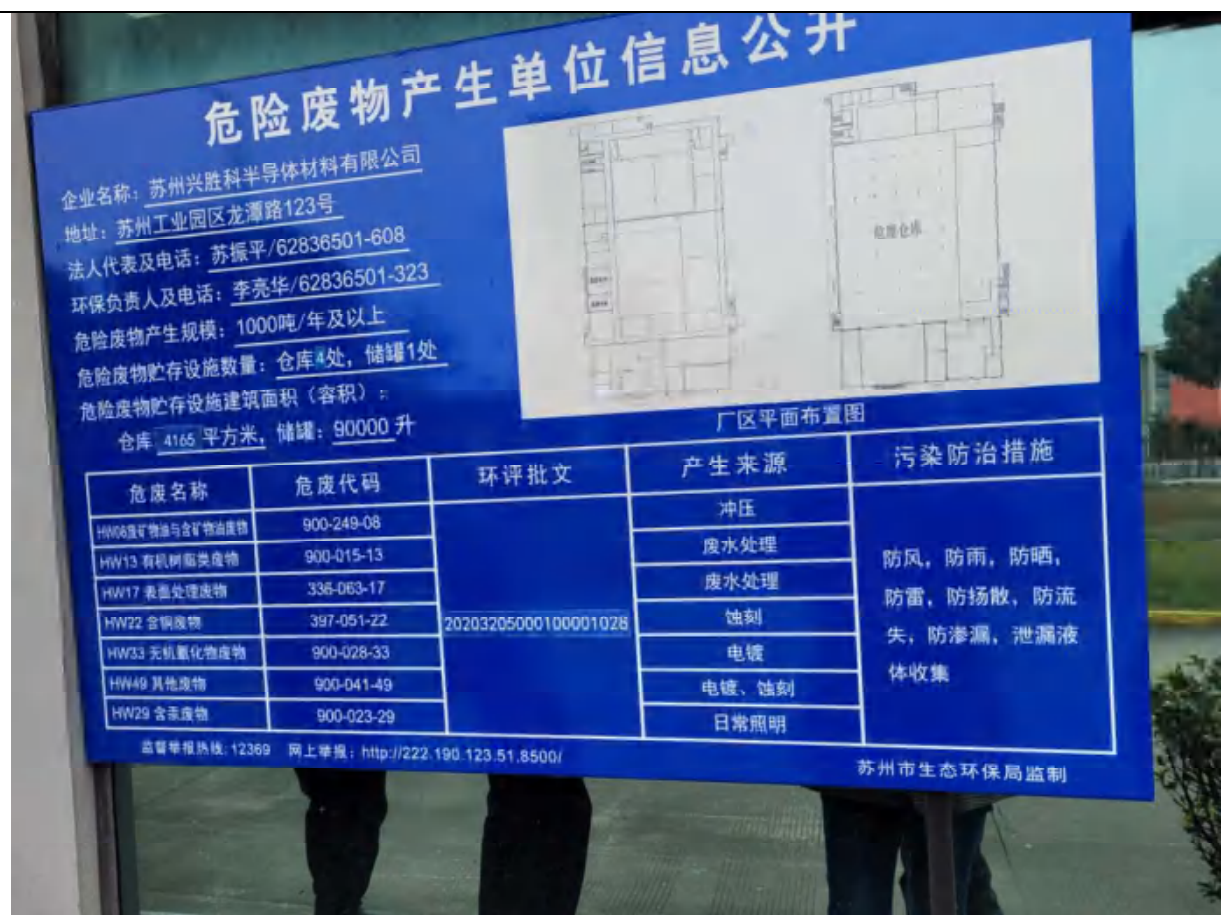 危险废物产生单位信息公开
企业名称：苏州兴胜科半导体材料有限公司
地址：苏州工业园区龙潭路123号
法人代表及电话：苏振平/62836501-608
环保负责人及电话：李亮华/62836501-323
危险废物产生规模：1000吨/年及以上
危险废物贮存设施数量：仓库4处，储罐1处
危险废物贮存设施建筑面积（容积）：
仓库 4165 平方米，储罐：90000 升
危废仓库
厂区平面布置图
危废名称 危废代码 环评批文 产生来源 污染防治措施
HW08废矿物油与含矿物油废物 900-249-08 冲压
HW13 有机树脂类废物 900-015-13 废水处理
HW17 表面处理废物 336-063-17 废水处理
HW22 含铜废物 397-051-22 蚀刻
HW33 无机氰化物废物 900-028-33 电镀
HW49 其他废物 900-041-49 电镀、蚀刻
HW29 含汞废物 900-023-29 日常照明
20203205000100001028
防风，防雨，防晒，
防雷，防扬散，防流
失，防渗漏，泄漏液
体收集
监督举报热线：12369 网上举报：http://222.190.123.51,8500/
苏州市生态环保局监制